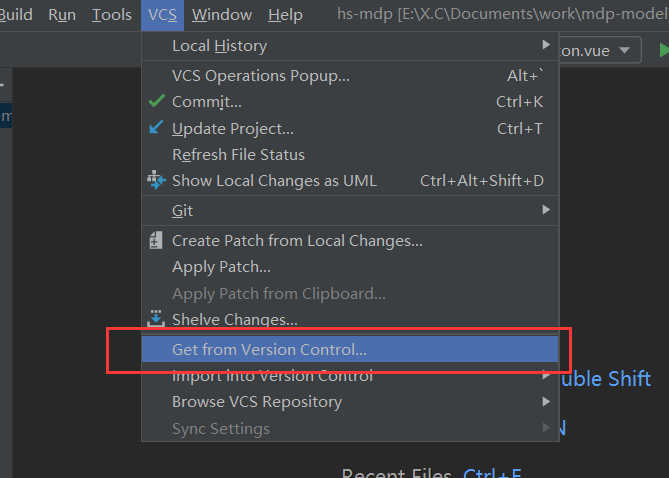 Build Run Tools VCS Window Help hs-mdp [E:\X.C\Documents\work\mdp-model
Local History
ton.vue
VCS Operations Popup... Alt+`
Commit... Ctrl+K
Update Project... Ctrl+T
Refresh File Status
Show Local Changes as UML Ctrl+Alt+Shift+D
Git
Create Patch from Local Changes...
Apply Patch...
Apply Patch from Clipboard...
Shelve Changes...
Get from Version Control...
Import into Version Control
uble Shift
Browse VCS Repository
N
Sync Settings
Recent Files Ctrl+E